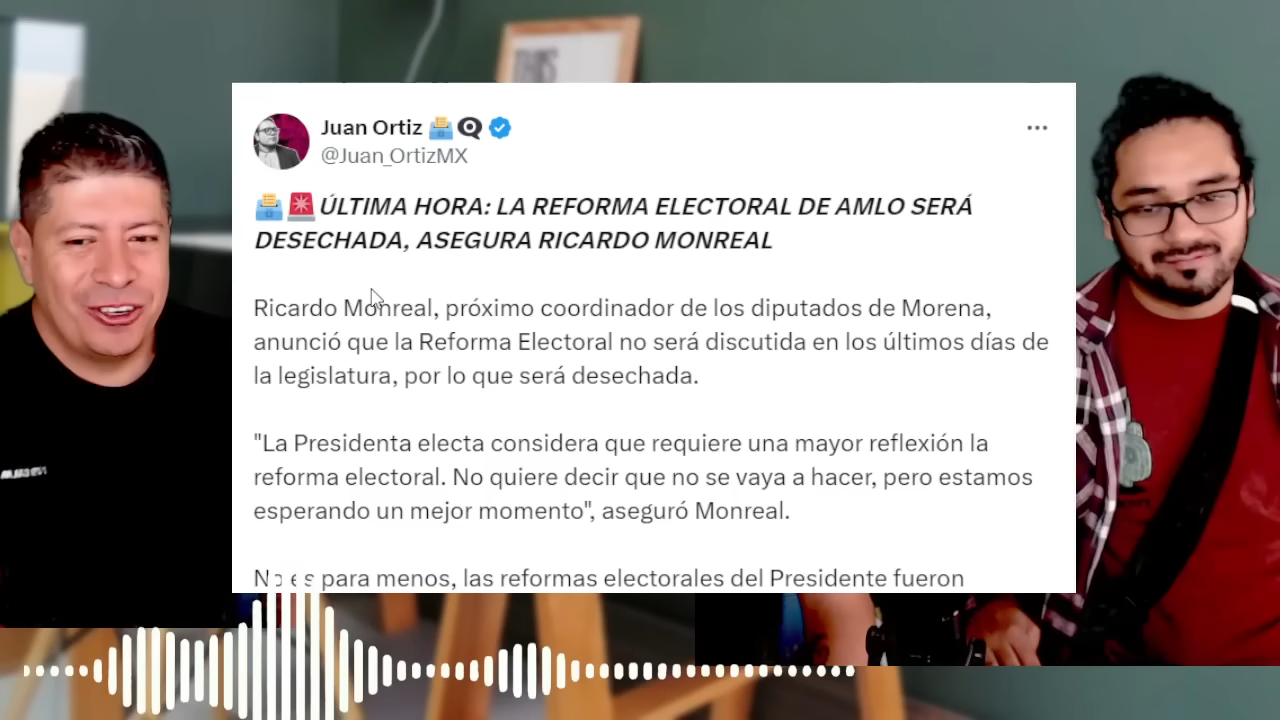 THIS
Juan Ortiz
@Juan_OrtizMX
ÚLTIMA HORA: LA REFORMA ELECTORAL DE AMLO SERÁ
DESECHADA, ASEGURA RICARDO MONREAL
Ricardo Monreal, próximo coordinador de los diputados de Morena,
anunció que la Reforma Electoral no será discutida en los últimos días de
la legislatura, por lo que será desechada.
"La Presidenta electa considera que requiere una mayor reflexión la
reforma electoral. No quiere decir que no se vaya a hacer, pero estamos
esperando un mejor momento", aseguró Monreal.
No es para menos, las reformas electorales del Presidente fueron